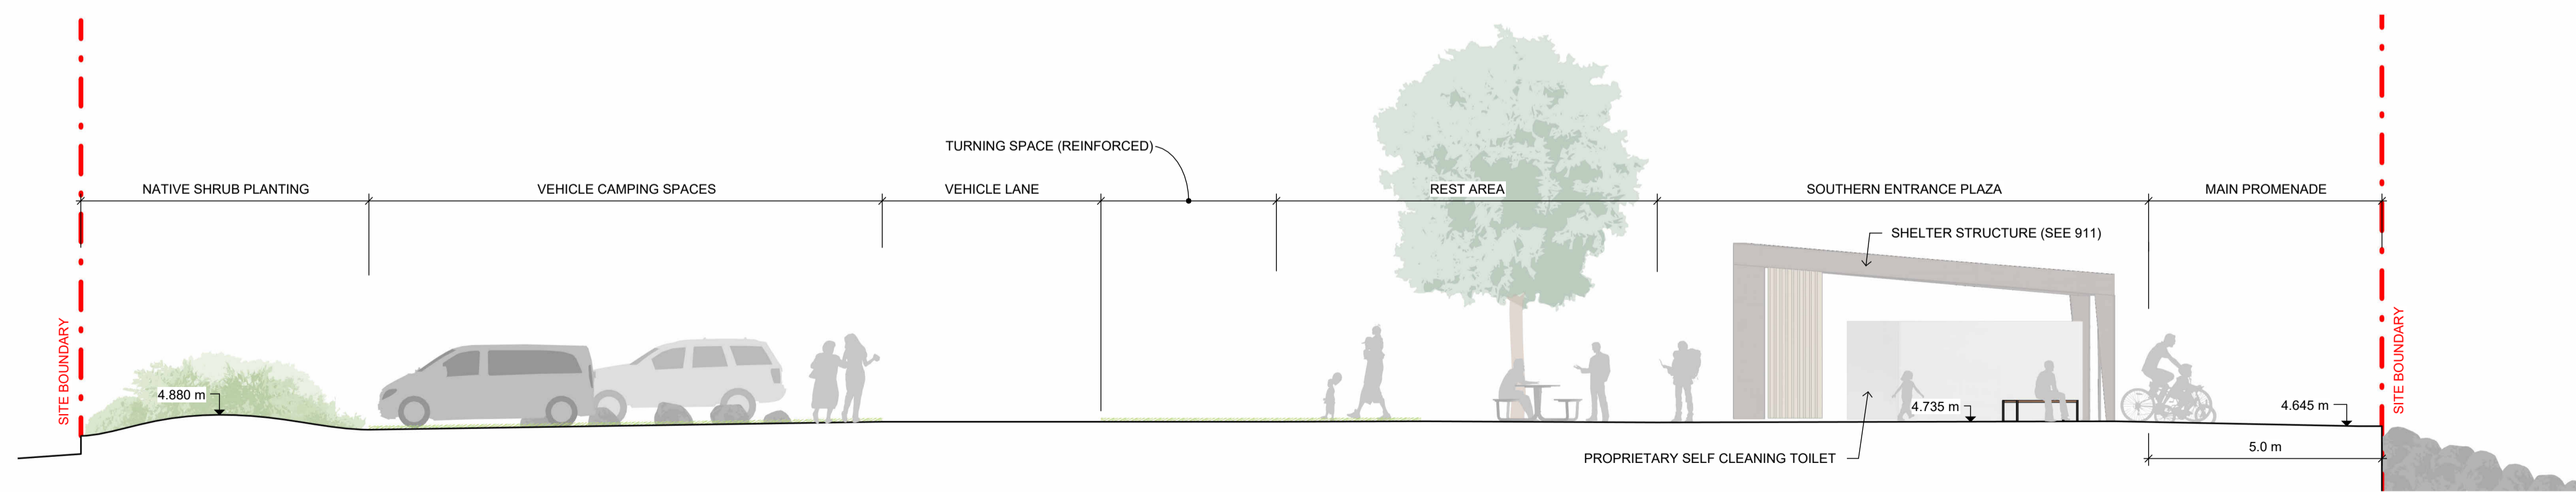 TURNING SPACE (REINFORCED)
NATIVE SHRUB PLANTING
VEHICLE CAMPING SPACES
VEHICLE LANE
REST AREA
SOUTHERN ENTRANCE PLAZA
MAIN PROMENADE
SHELTER STRUCTURE (SEE 911)
SITE BOUNDARY
SITE BOUNDARY
4.880 m
4.735 m
4.645 m
5.0 m
PROPRIETARY SELF CLEANING TOILET